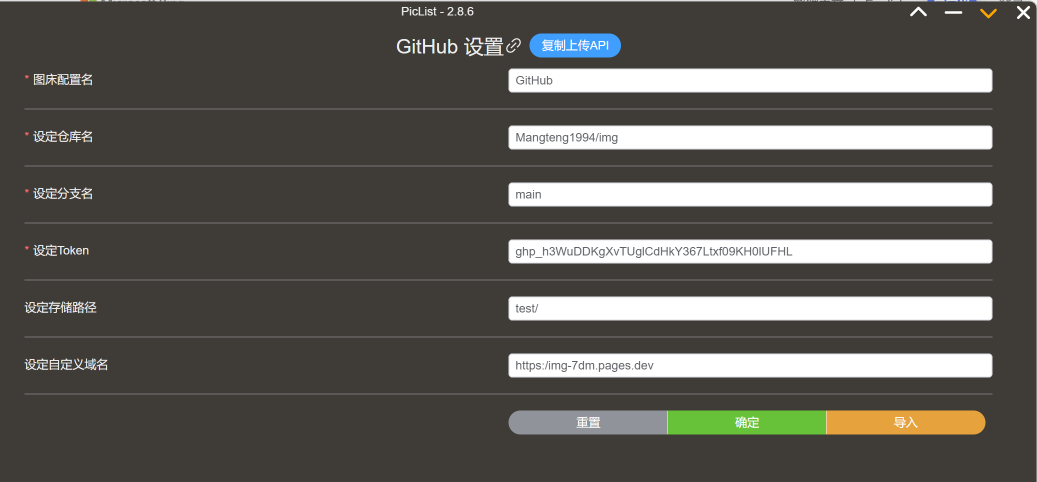 PicList - 2.8.6
GitHub 设置
复制上传API
* 图床配置名
GitHub
* 设定仓库名
Mangteng1994/img
* 设定分支名
main
* 设定Token
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
设定存储路径
test/
设定自定义域名
https:/img-7dm.pages.dev
重置
确定
导入